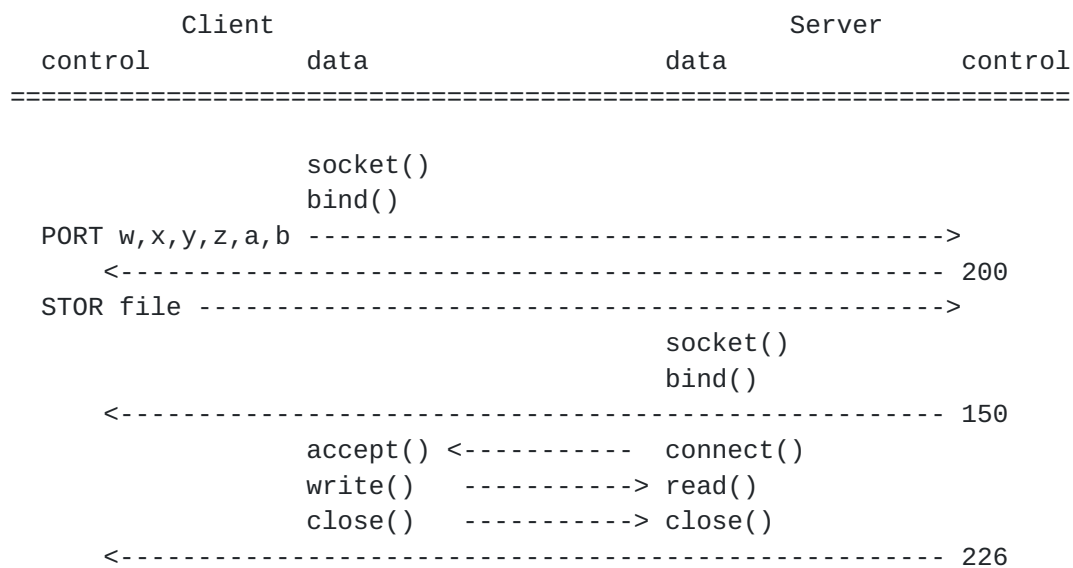 Client                                 Server
control          data                       data               control
====================================================================
socket()
bind()
PORT w,x,y,z,a,b ----------------------------------------->
<----------------------------------------------------- 200
STOR file ------------------------------------------------>
socket()
bind()
<----------------------------------------------------- 150
accept() <-----------  connect()
write()   -----------> read()
close()   -----------> close()
<----------------------------------------------------- 226